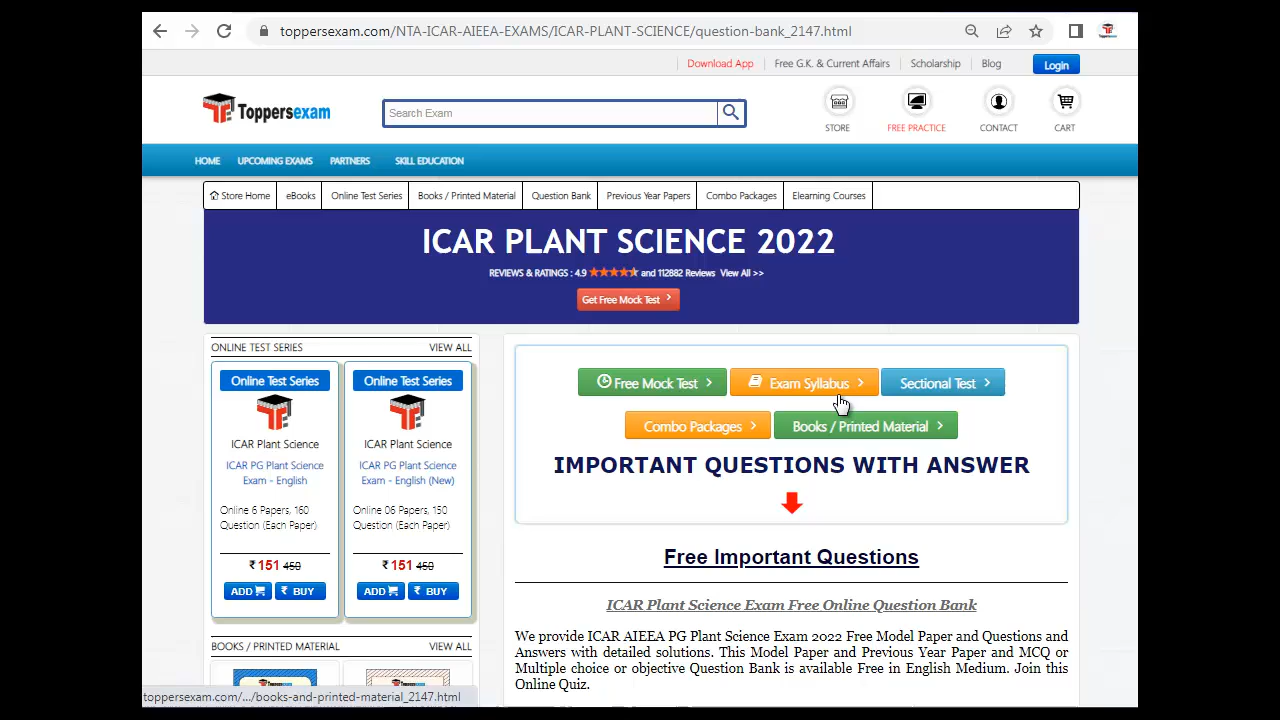 toppersexam.com/NTA-ICAR-AIEEA-EXAMS/ICAR-PLANT-SCIENCE/question-bank_2147.html
Download App
Free G.K. & Current Affairs
Scholarship
Blog
Login
Toppersexam
Search Exam
STORE
FREE PRACTICE
CONTACT
CART
HOME
UPCOMING EXAMS
PARTNERS
SKILL EDUCATION
Store Home
eBooks
Online Test Series
Books / Printed Material
Question Bank
Previous Year Papers
Combo Packages
Elearning Courses
ICAR PLANT SCIENCE 2022
REVIEWS & RATINGS : 4.9 and 112882 Reviews View All >>
Get Free Mock Test
ONLINE TEST SERIES
VIEW ALL
Online Test Series
ICAR Plant Science
ICAR PG Plant Science
Exam - English
Online 6 Papers, 160
Question (Each Paper)
₹ 151 450
ADD
₹ BUY
Online Test Series
ICAR Plant Science
ICAR PG Plant Science
Exam - English (New)
Online 06 Papers, 150
Question (Each Paper)
₹ 151 450
ADD
₹ BUY
BOOKS / PRINTED MATERIAL
VIEW ALL
Free Mock Test
Exam Syllabus
Sectional Test
Combo Packages
Books / Printed Material
IMPORTANT QUESTIONS WITH ANSWER
Free Important Questions
ICAR Plant Science Exam Free Online Question Bank
We provide ICAR AIEEA PG Plant Science Exam 2022 Free Model Paper and Questions and
Answers with detailed solutions. This Model Paper and Previous Year Paper and MCQ or
Multiple choice or objective Question Bank is available Free in English Medium. Join this
Online Quiz.
toppersexam.com/.../books-and-printed-material_2147.html